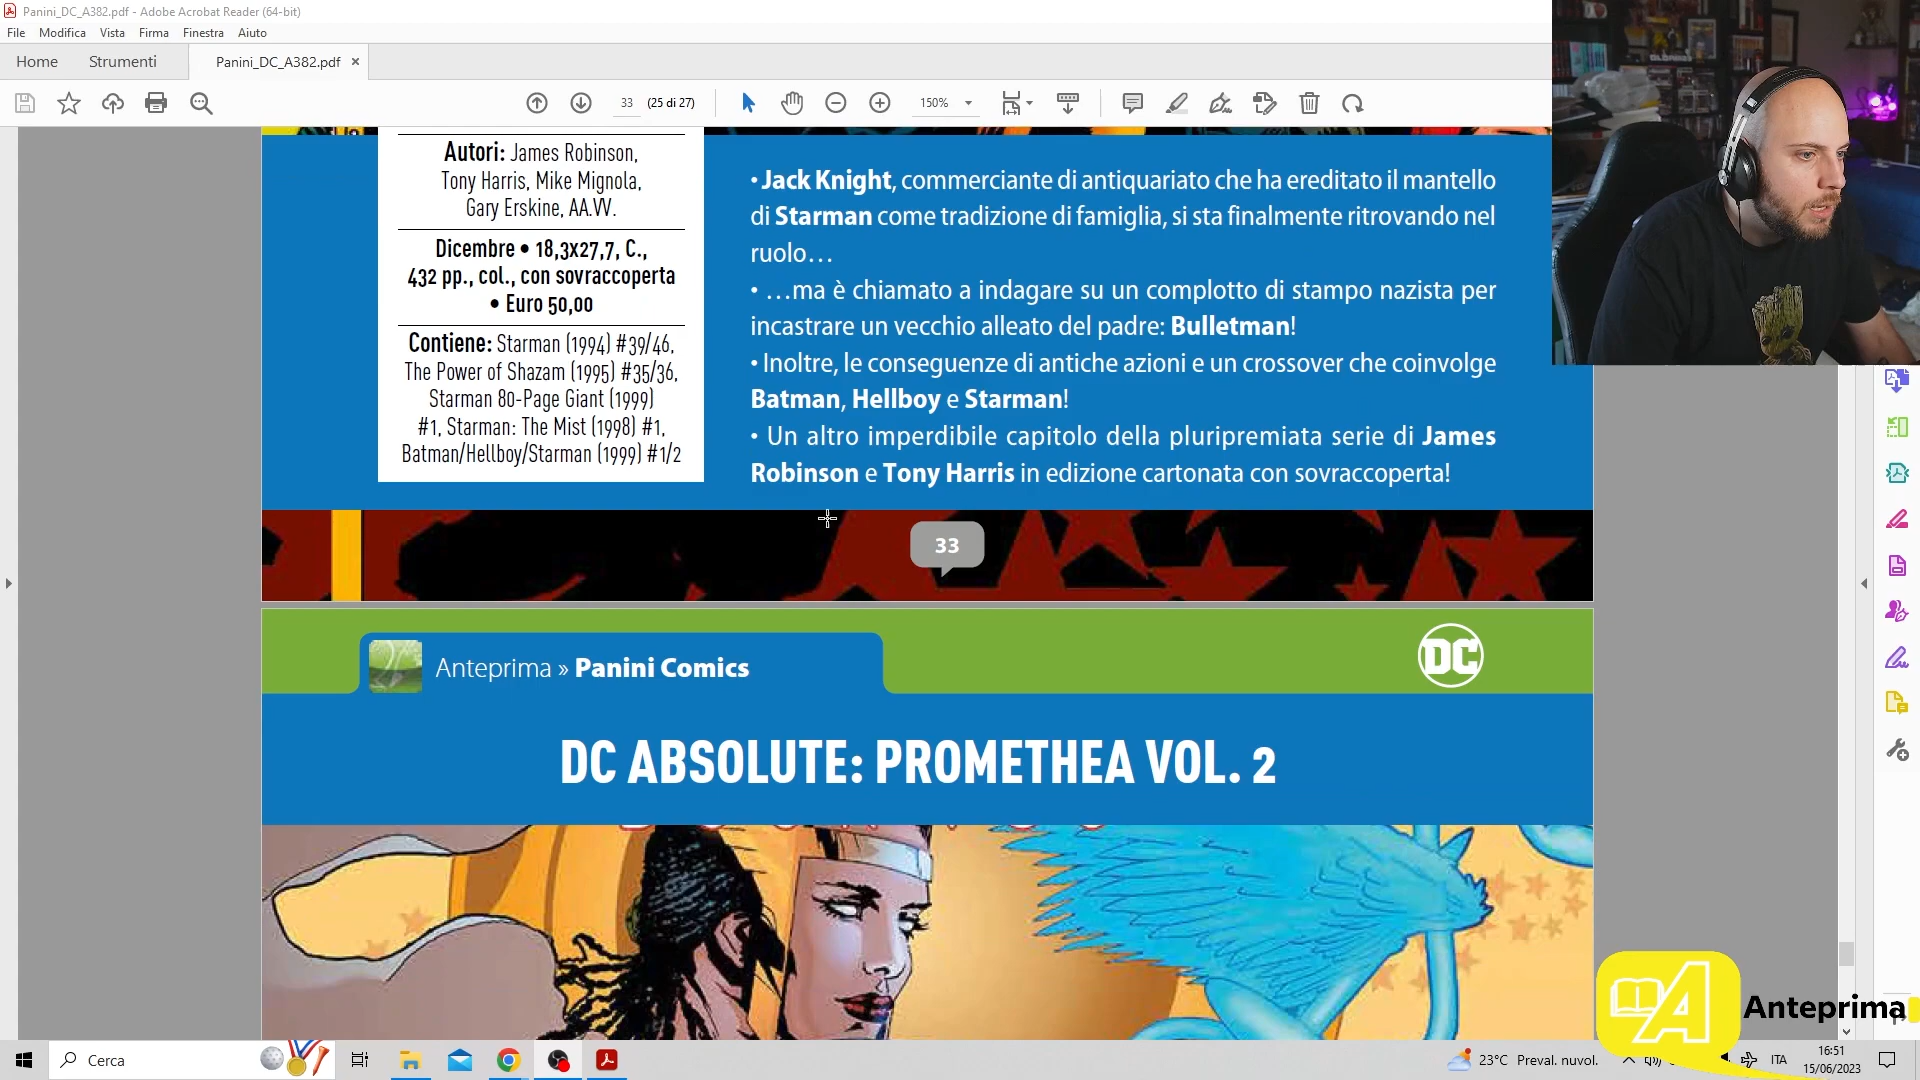 Panini_DC_A382.pdf - Adobe Acrobat Reader (64-bit)
File Modifica Vista Firma Finestra Aiuto
Home Strumenti Panini_DC_A382.pdf ×
33 (25 di 27) 150%
Autori: James Robinson,
Tony Harris, Mike Mignola,
Gary Erskine, AA.VV.
Dicembre • 18,3x27,7, C.,
432 pp., col., con sovraccoperta
• Euro 50,00
Contiene: Starman (1994) #39/46,
The Power of Shazam (1995) #35/36,
Starman 80-Page Giant (1999)
#1, Starman: The Mist (1998) #1,
Batman/Hellboy/Starman (1999) #1/2
• Jack Knight, commerciante di antiquariato che ha ereditato il mantello
di Starman come tradizione di famiglia, si sta finalmente ritrovando nel
ruolo…
• …ma è chiamato a indagare su un complotto di stampo nazista per
incastrare un vecchio alleato del padre: Bulletman!
• Inoltre, le conseguenze di antiche azioni e un crossover che coinvolge
Batman, Hellboy e Starman!
• Un altro imperdibile capitolo della pluripremiata serie di James
Robinson e Tony Harris in edizione cartonata con sovraccoperta!
33
Anteprima » Panini Comics
DC
DC ABSOLUTE: PROMETHEA VOL. 2
A
Anteprima
Cerca
23°C Preval. nuvol.
ITA
16:51
15/06/2023